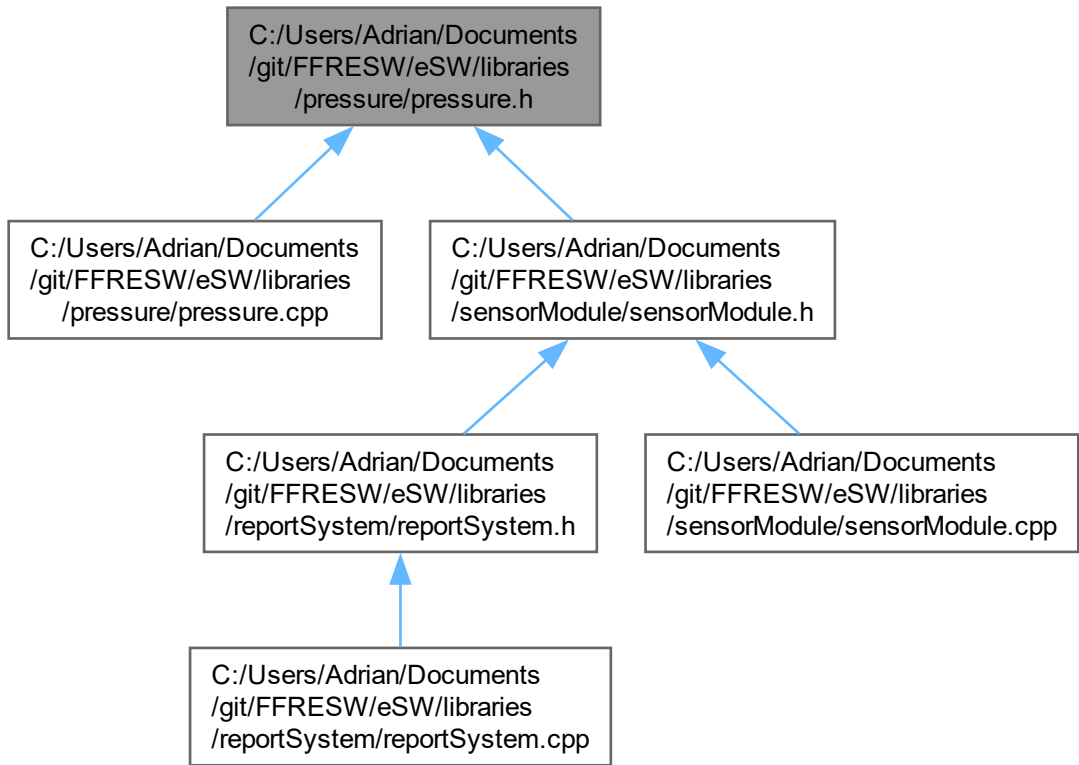 C:/Users/Adrian/Documents
/git/FFRESW/eSW/libraries
/pressure/pressure.h
C:/Users/Adrian/Documents
/git/FFRESW/eSW/libraries
/pressure/pressure.cpp
C:/Users/Adrian/Documents
/git/FFRESW/eSW/libraries
/sensorModule/sensorModule.h
C:/Users/Adrian/Documents
/git/FFRESW/eSW/libraries
/reportSystem/reportSystem.h
C:/Users/Adrian/Documents
/git/FFRESW/eSW/libraries
/sensorModule/sensorModule.cpp
C:/Users/Adrian/Documents
/git/FFRESW/eSW/libraries
/reportSystem/reportSystem.cpp